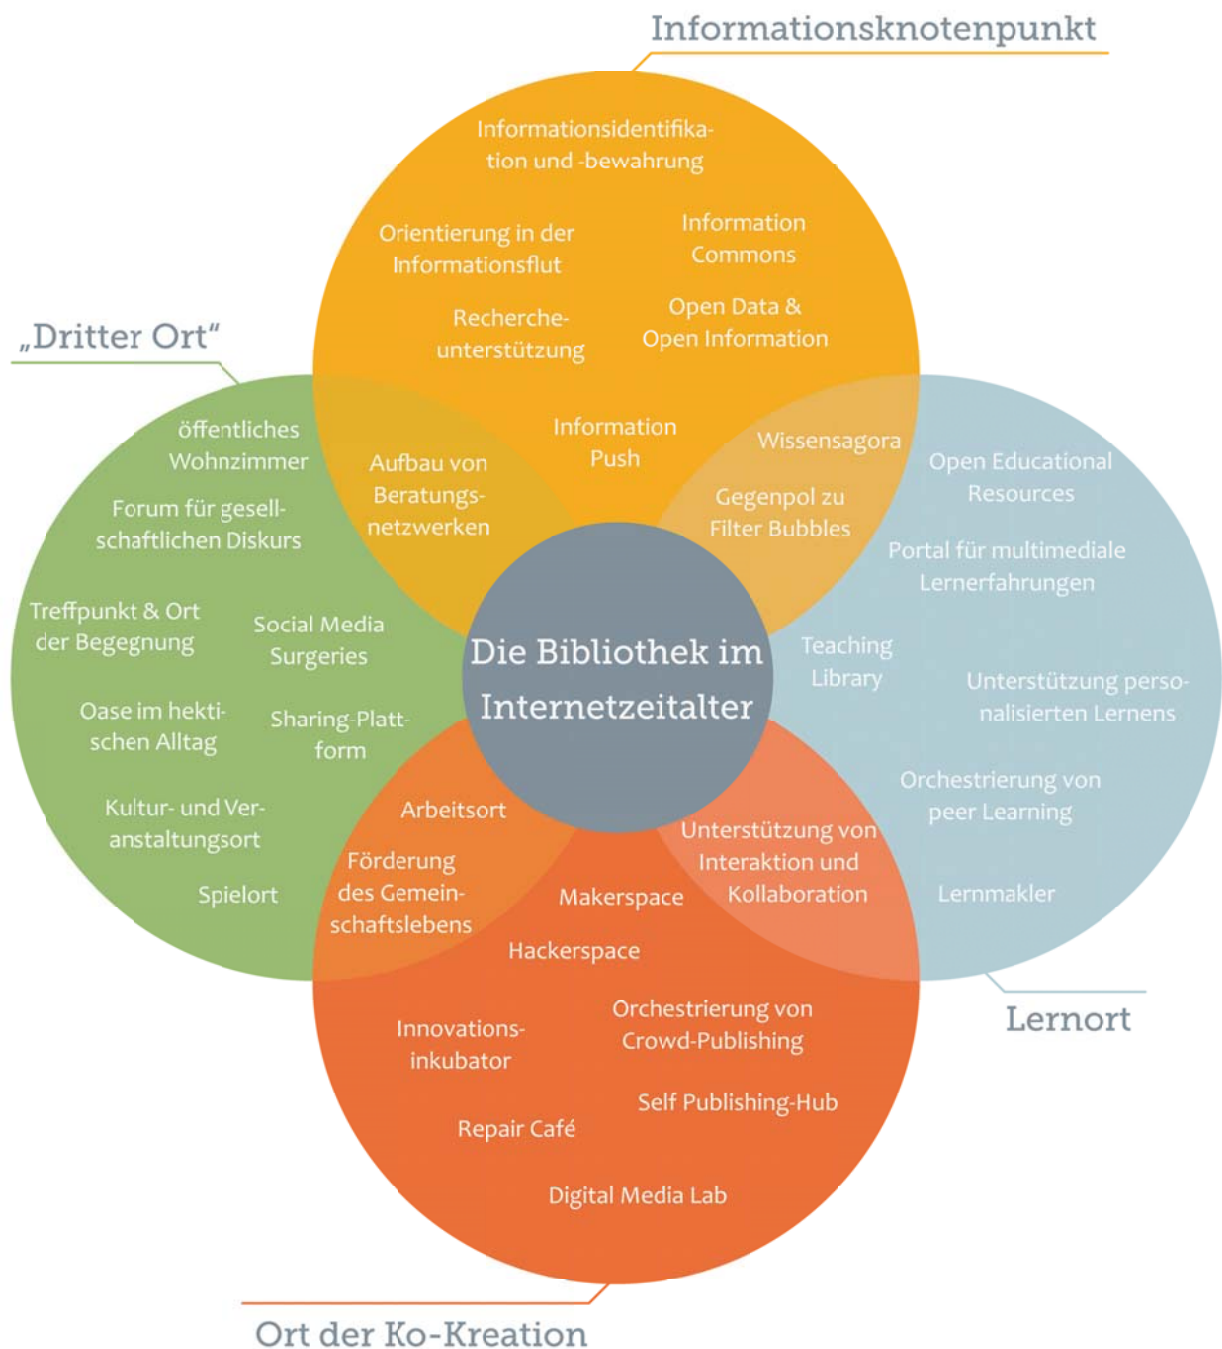 Informationsknotenpunkt
Informationsidentifika-
tion und -bewahrung
Orientierung in der
Informationsflut
Information
Commons
Recherche-
unterstützung
Open Data &
Open Information
Information
Push
„Dritter Ort“
öffentliches
Wohnzimmer
Forum für gesell-
schaftlichen Diskurs
Treffpunkt & Ort
der Begegnung
Social Media
Surgeries
Oase im hekti-
schen Alltag
Sharing-Platt-
form
Kultur- und Ver-
anstaltungsort
Spielort
Aufbau von
Beratungs-
netzwerken
Wissensagora
Gegenpol zu
Filter Bubbles
Die Bibliothek im
Internetzeitalter
Open Educational
Resources
Portal für multimediale
Lernerfahrungen
Teaching
Library
Unterstützung perso-
nalisierten Lernens
Orchestrierung von
peer Learning
Lernmakler
Lernort
Arbeitsort
Förderung
des Gemein-
schaftslebens
Unterstützung von
Interaktion und
Kollaboration
Makerspace
Hackerspace
Innovations-
inkubator
Orchestrierung von
Crowd-Publishing
Self Publishing-Hub
Repair Café
Digital Media Lab
Ort der Ko-Kreation